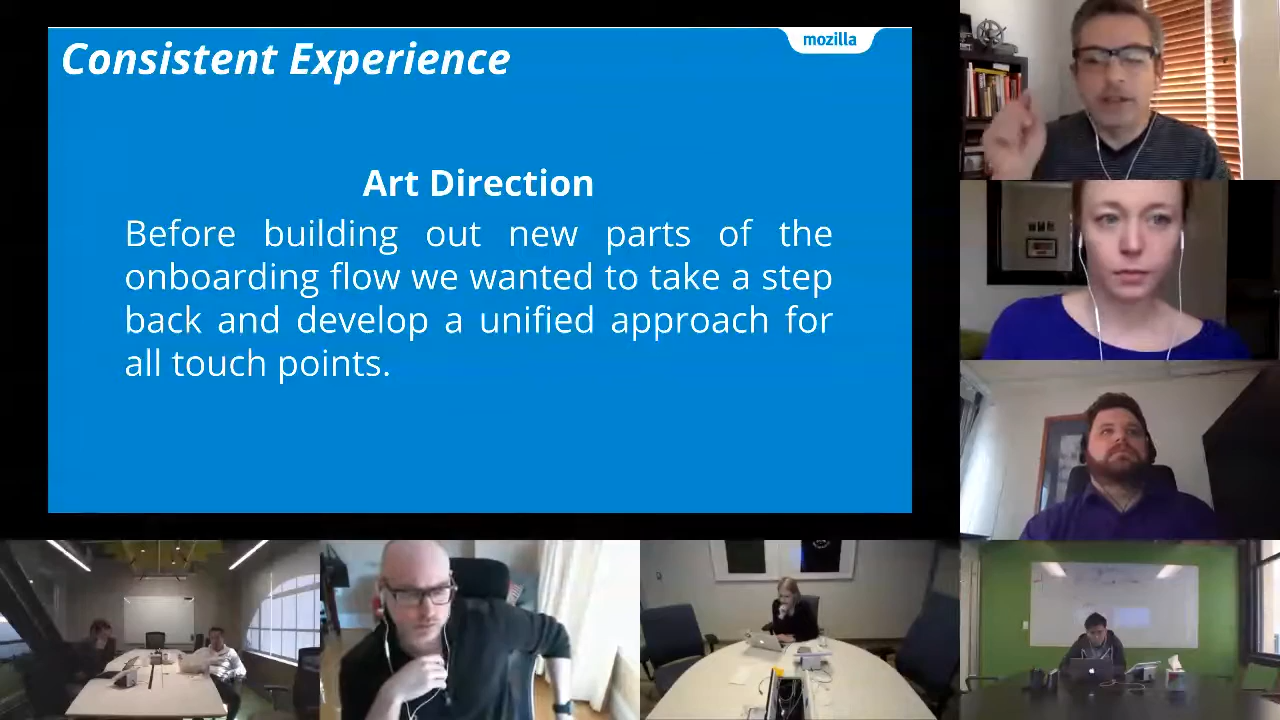 Consistent Experience
mozilla
Art Direction
Before building out new parts of the
onboarding flow we wanted to take a step
back and develop a unified approach for
all touch points.